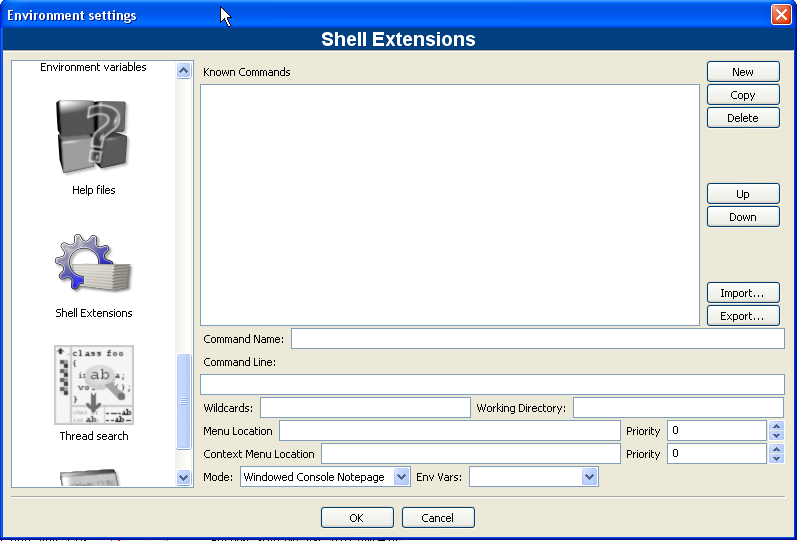 Environment settings
Shell Extensions
Environment variables
Help files
Shell Extensions
class foo
{
ab
Thread search
Known Commands
New
Copy
Delete
Up
Down
Import...
Export...
Command Name:
Command Line:
Wildcards:
Working Directory:
Menu Location
Priority 0
Context Menu Location
Priority 0
Mode: Windowed Console Notepage
Env Vars:
OK
Cancel